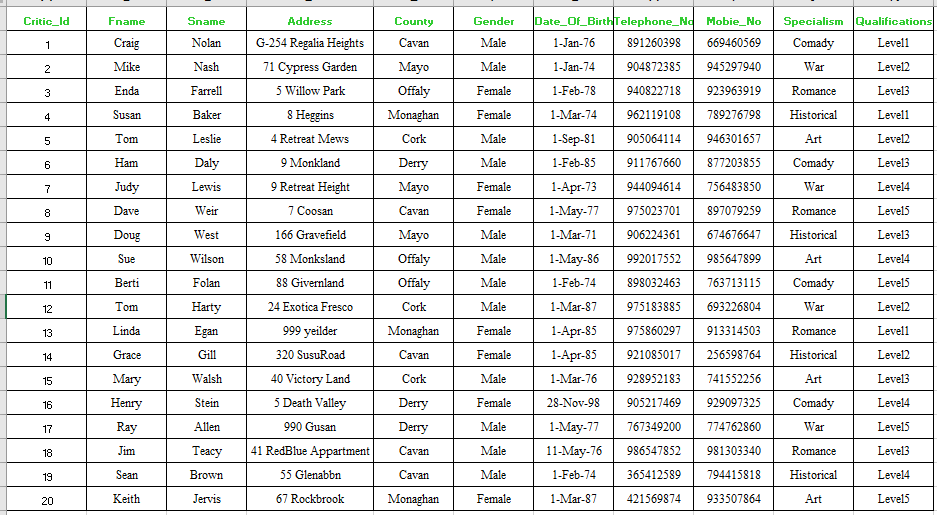 Critic_Id Fname Sname Address County Gender Date_Of_Birth Telephone_No Mobie_No Specialism Qualifications
1 Craig Nolan G-254 Regalia Heights Cavan Male 1-Jan-76 891260398 669460569 Comady Level1
2 Mike Nash 71 Cypress Garden Mayo Male 1-Jan-74 904872385 945297940 War Level2
3 Enda Farrell 5 Willow Park Offaly Female 1-Feb-78 940822718 923963919 Romance Level3
4 Susan Baker 8 Heggins Monaghan Female 1-Mar-74 962119108 789276798 Historical Level1
5 Tom Leslie 4 Retreat Mews Cork Male 1-Sep-81 905064114 946301657 Art Level2
6 Ham Daly 9 Monkland Derry Male 1-Feb-85 911767660 877203855 Comady Level3
7 Judy Lewis 9 Retreat Height Mayo Female 1-Apr-73 944094614 756483850 War Level4
8 Dave Weir 7 Coosan Cavan Female 1-May-77 975023701 897079259 Romance Level5
9 Doug West 166 Gravefield Mayo Male 1-Mar-71 906224361 674676647 Historical Level3
10 Sue Wilson 58 Monksland Offaly Male 1-May-86 992017552 985647899 Art Level4
11 Berti Folan 88 Givernland Offaly Male 1-Feb-74 898032463 763713115 Comady Level5
12 Tom Harty 24 Exotica Fresco Cork Male 1-Mar-87 975183885 693226804 War Level2
13 Linda Egan 999 yeilder Monaghan Female 1-Apr-85 975860297 913314503 Romance Level1
14 Grace Gill 320 SusuRoad Cavan Female 1-Apr-85 921085017 256598764 Historical Level2
15 Mary Walsh 40 Victory Land Cork Male 1-Mar-76 928952183 741552256 Art Level3
16 Henry Stein 5 Death Valley Derry Female 28-Nov-98 905217469 929097325 Comady Level4
17 Ray Allen 990 Gusan Derry Male 1-May-77 767349200 774762860 War Level5
18 Jim Teacy 41 RedBlue Appartment Cavan Male 11-May-76 986547852 981303340 Romance Level3
19 Sean Brown 55 Glenabbn Cavan Male 1-Feb-74 365412589 794415818 Historical Level4
20 Keith Jervis 67 Rockbrook Monaghan Female 1-Mar-87 421569874 933507864 Art Level5